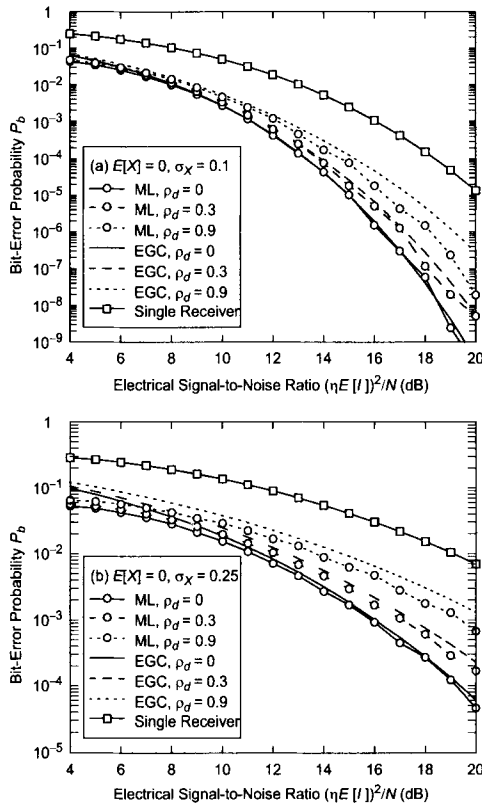 10⁰
10⁻¹
10⁻²
10⁻³
10⁻⁴
10⁻⁵
10⁻⁶
10⁻⁷
10⁻⁸
10⁻⁹
Bit-Error Probability P_b
(a) E[X] = 0, σ_X = 0.1
ML, ρ_d = 0
ML, ρ_d = 0.3
ML, ρ_d = 0.9
EGC, ρ_d = 0
EGC, ρ_d = 0.3
EGC, ρ_d = 0.9
Single Receiver
4 6 8 10 12 14 16 18 20
Electrical Signal-to-Noise Ratio (ηE [I ])²/N (dB)
10⁰
10⁻¹
10⁻²
10⁻³
10⁻⁴
10⁻⁵
Bit-Error Probability P_b
(b) E[X] = 0, σ_X = 0.25
ML, ρ_d = 0
ML, ρ_d = 0.3
ML, ρ_d = 0.9
EGC, ρ_d = 0
EGC, ρ_d = 0.3
EGC, ρ_d = 0.9
Single Receiver
4 6 8 10 12 14 16 18 20
Electrical Signal-to-Noise Ratio (ηE [I ])²/N (dB)